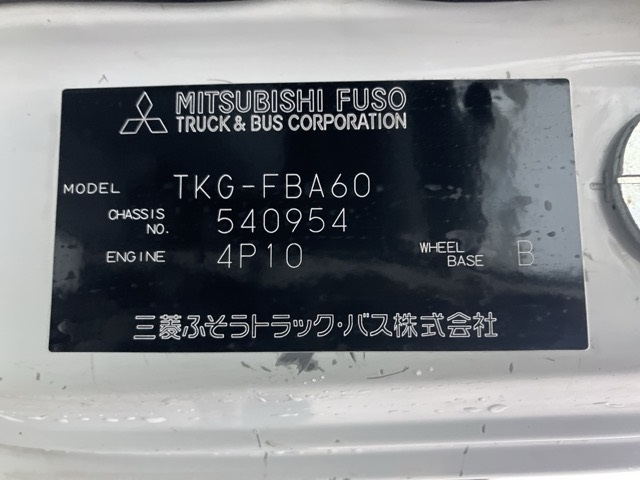 MITSUBISHI FUSO
TRUCK & BUS CORPORATION
MODEL TKG-FBA60
CHASSIS NO. 540954
ENGINE 4P10 WHEEL BASE B
三菱ふそうトラック・バス株式会社